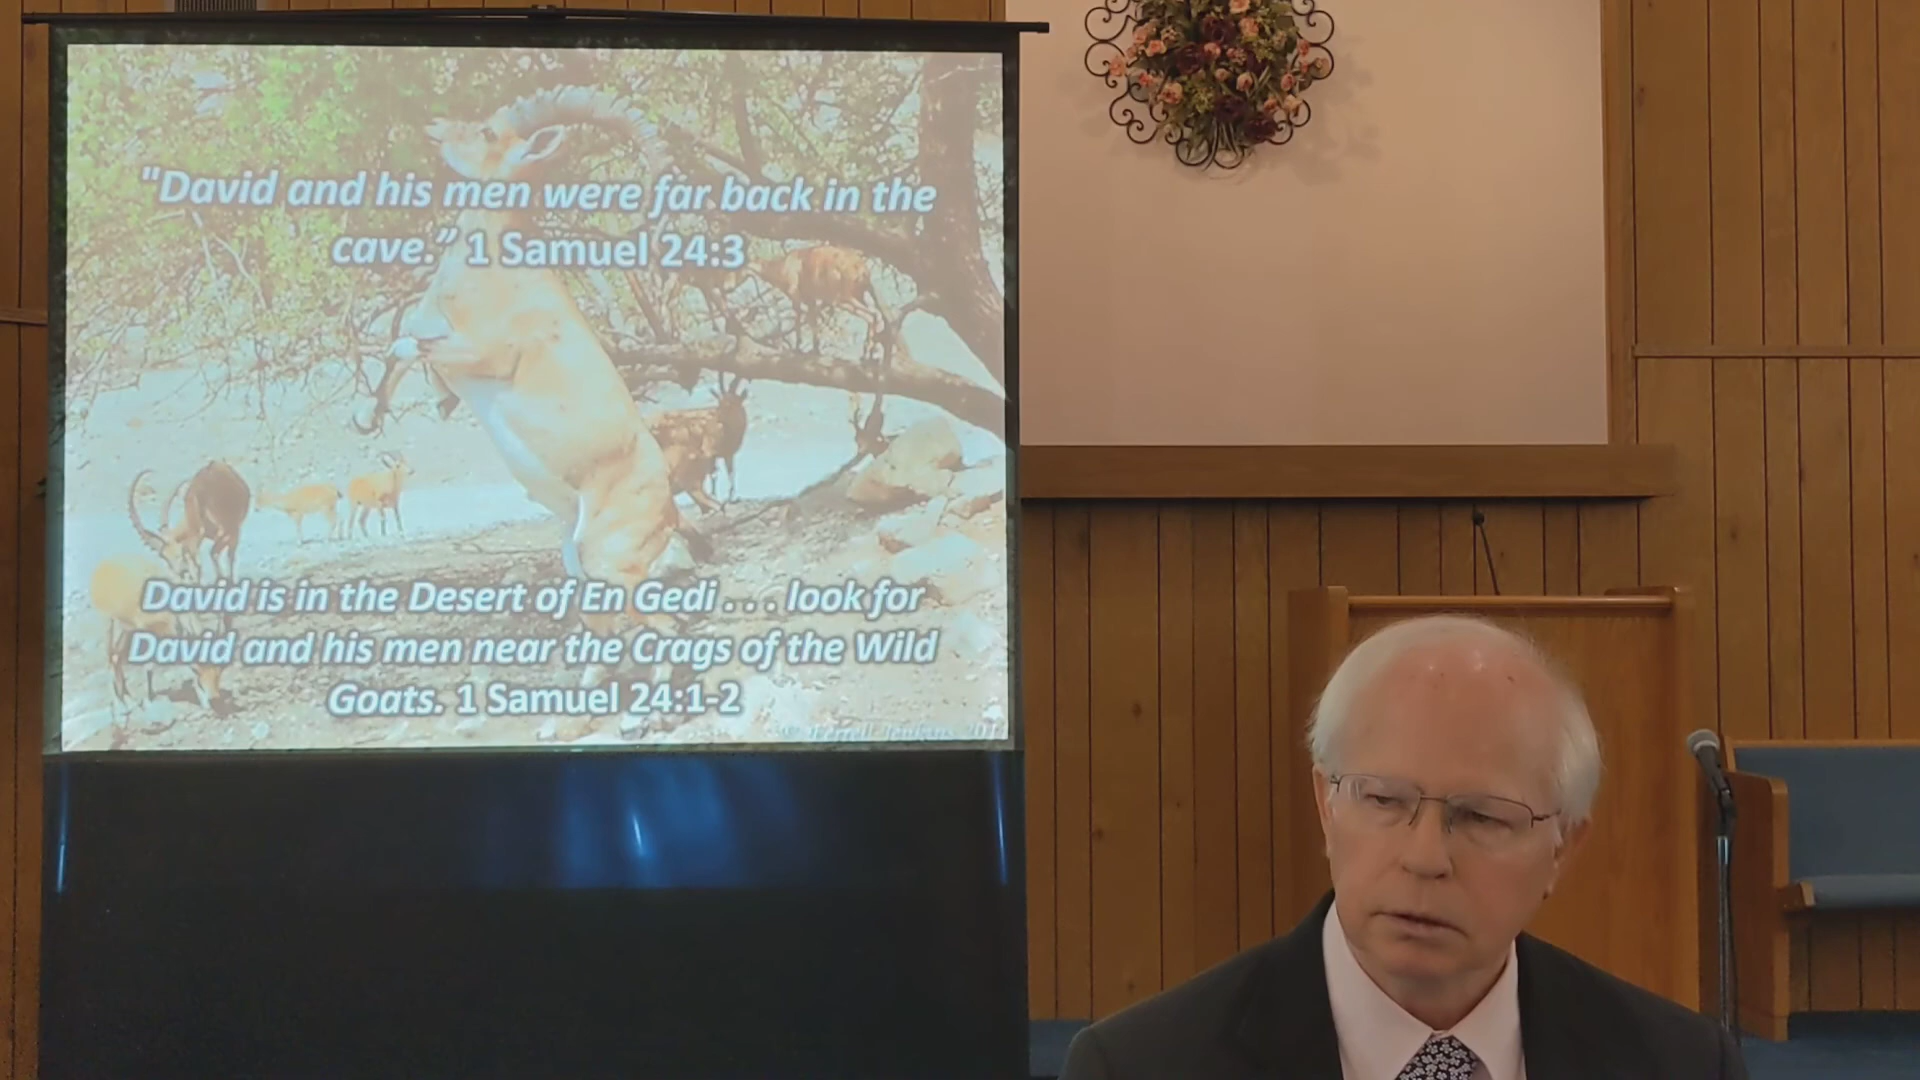 "David and his men were far back in the
cave.” 1 Samuel 24:3
David is in the Desert of En Gedi . . . look for
David and his men near the Crags of the Wild
Goats. 1 Samuel 24:1-2